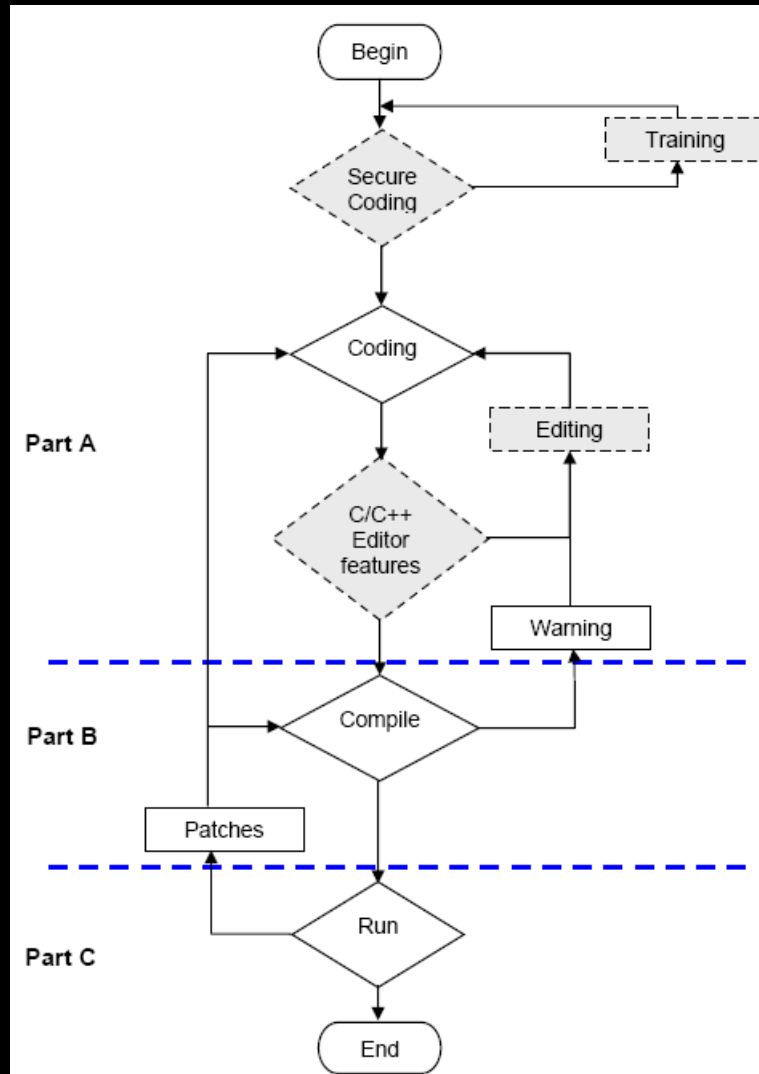 Begin
Training
Secure
Coding
Coding
Editing
Part A
C/C++
Editor
features
Warning
Compile
Part B
Patches
Run
Part C
End